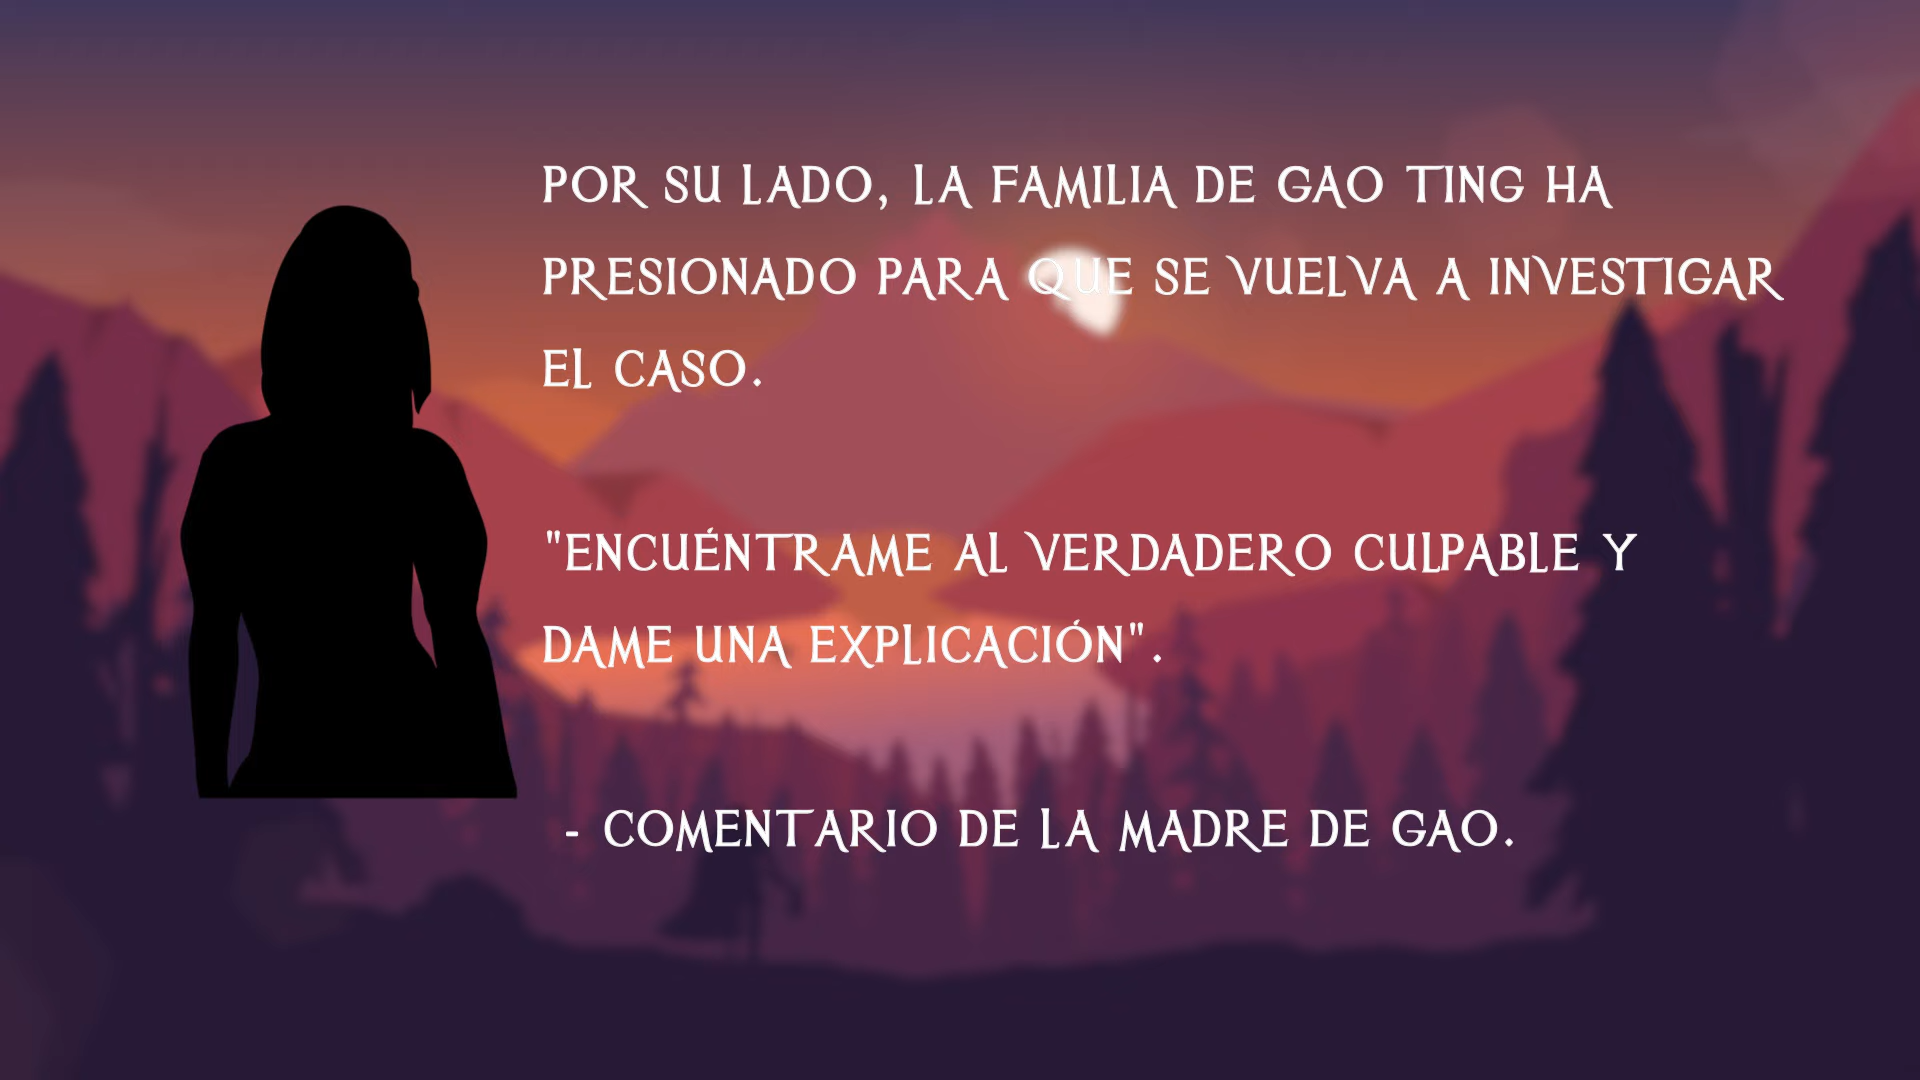 POR SU LADO, LA FAMILIA DE GAO TING HA
PRESIONADO PARA QUE SE VUELVA A INVESTIGAR
EL CASO.
"ENCUÉNTRAME AL VERDADERO CULPABLE Y
DAME UNA EXPLICACIÓN".
- COMENTARIO DE LA MADRE DE GAO.